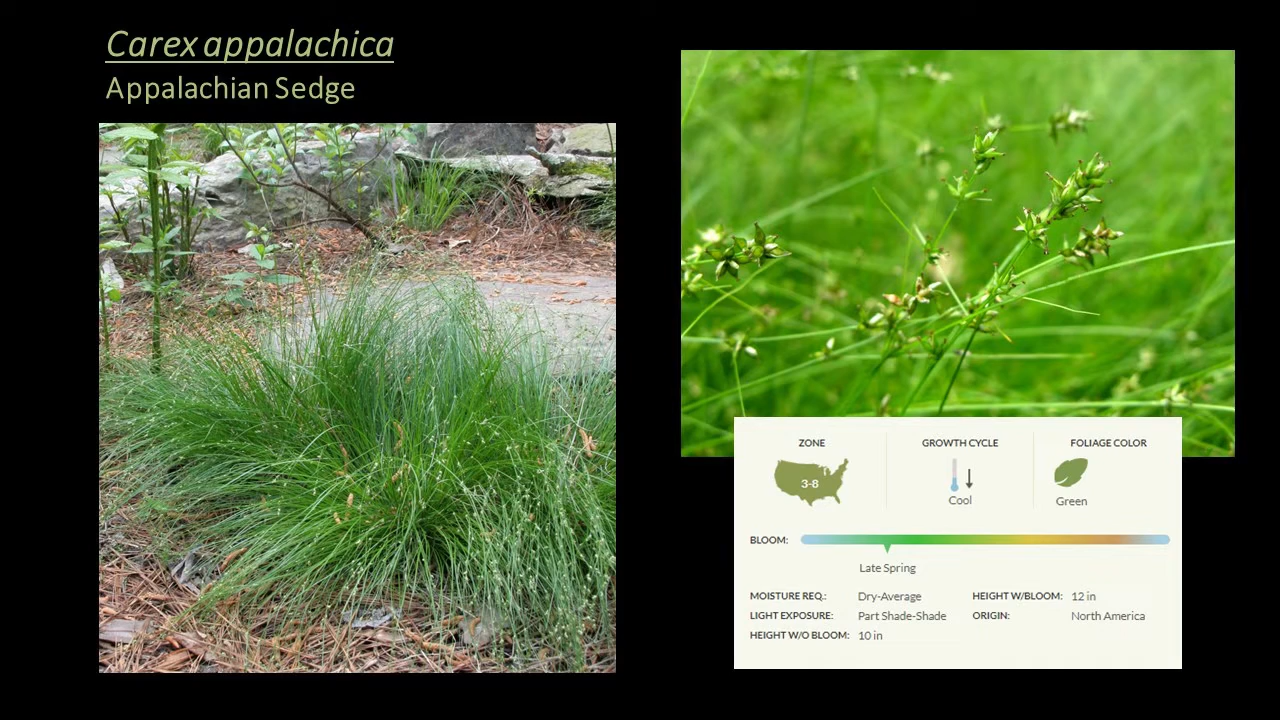 Carex appalachica
Appalachian Sedge
ZONE
GROWTH CYCLE
FOLIAGE COLOR
3-8
Cool
Green
BLOOM:
Late Spring
MOISTURE REQ.: Dry-Average
HEIGHT W/BLOOM: 12 in
LIGHT EXPOSURE: Part Shade-Shade
ORIGIN: North America
HEIGHT W/O BLOOM: 10 in